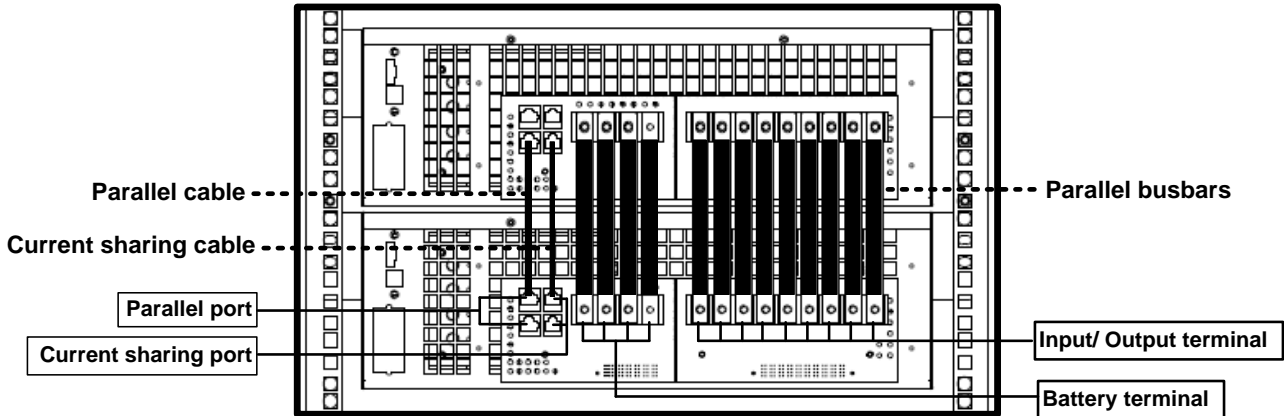 Parallel cable
Parallel busbars
Current sharing cable
Parallel port
Current sharing port
Input/ Output terminal
Battery terminal